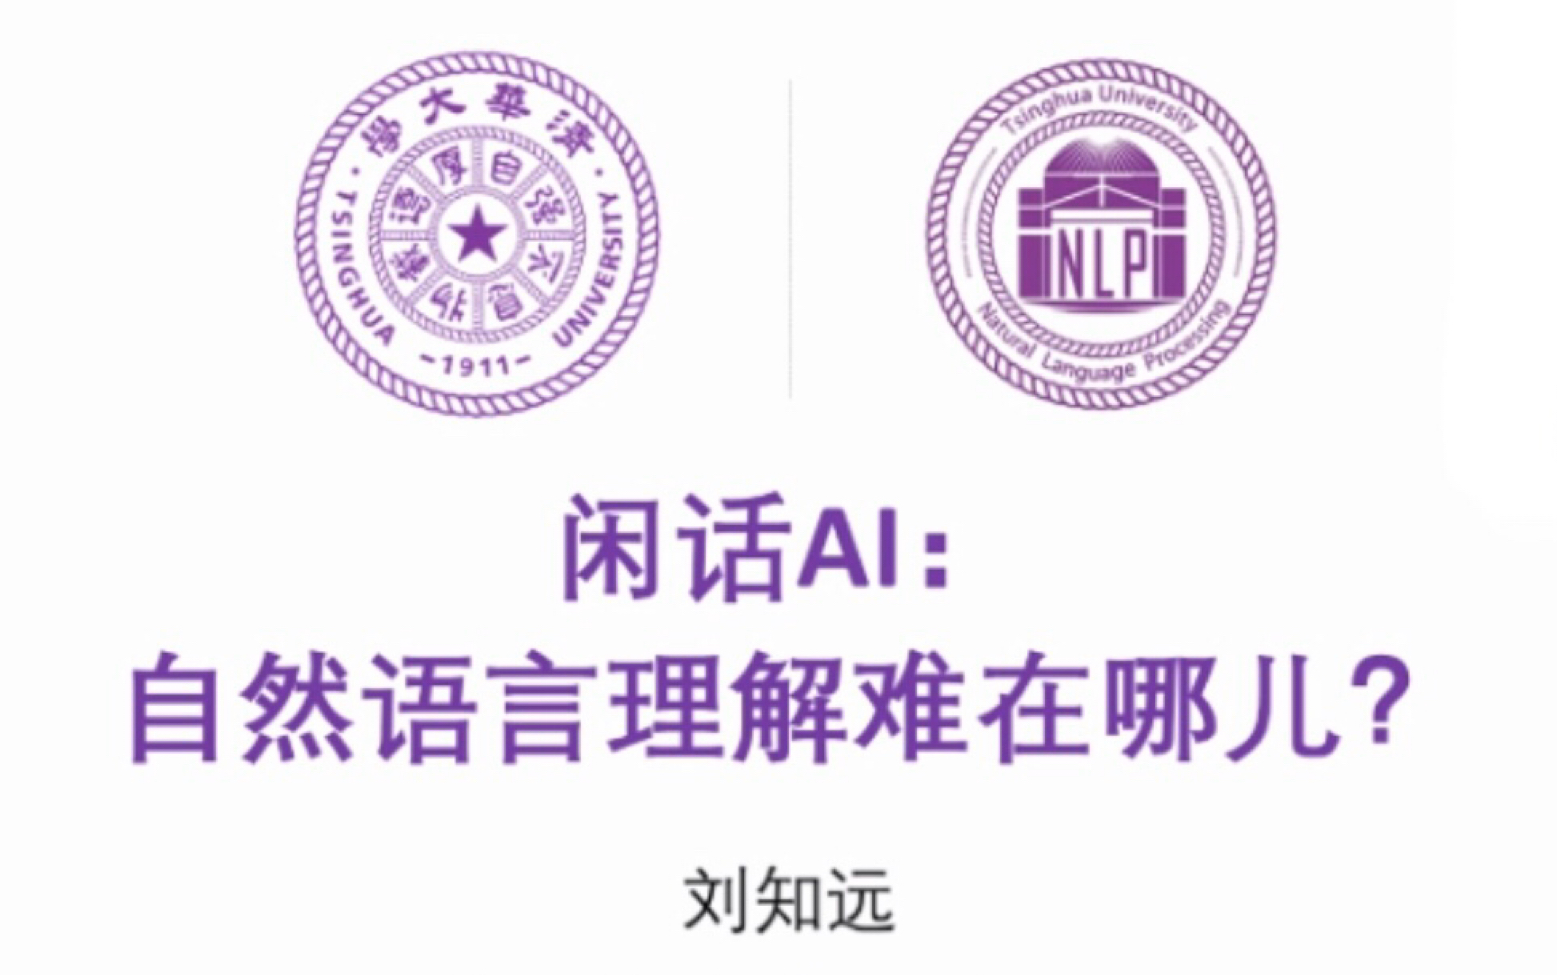 學大華清
自强不息
厚德載物
TSINGHUA UNIVERSITY
-1911-
Tsinghua University
NLP
Natural Language Processing
闲话AI：
自然语言理解难在哪儿？
刘知远